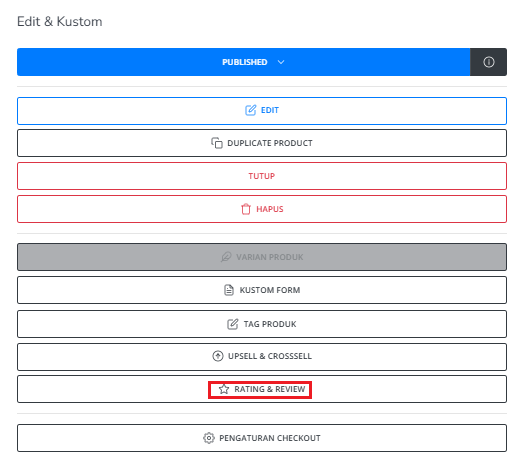 Edit & Kustom
PUBLISHED
EDIT
DUPLICATE PRODUCT
TUTUP
HAPUS
VARIAN PRODUK
KUSTOM FORM
TAG PRODUK
UPSELL & CROSSSELL
RATING & REVIEW
PENGATURAN CHECKOUT